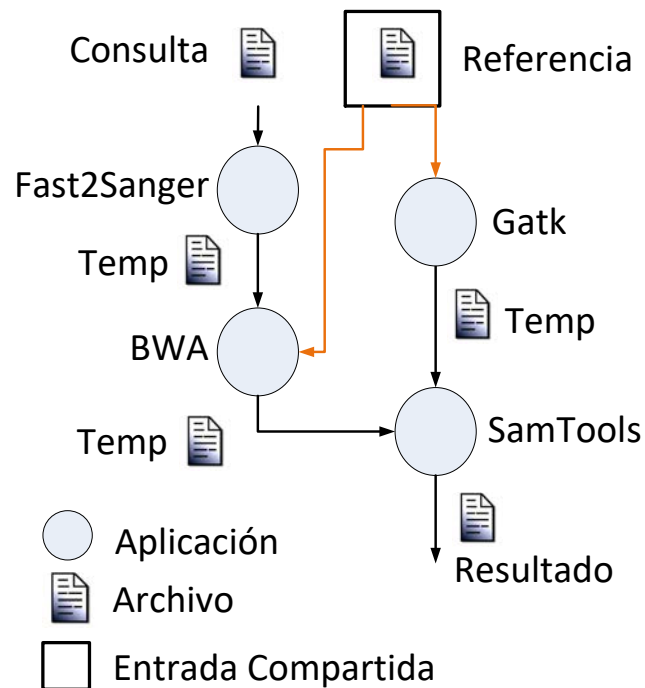 Consulta
Referencia
Fast2Sanger
Gatk
Temp
Temp
BWA
Temp
SamTools
Resultado
Aplicación
Archivo
Entrada Compartida